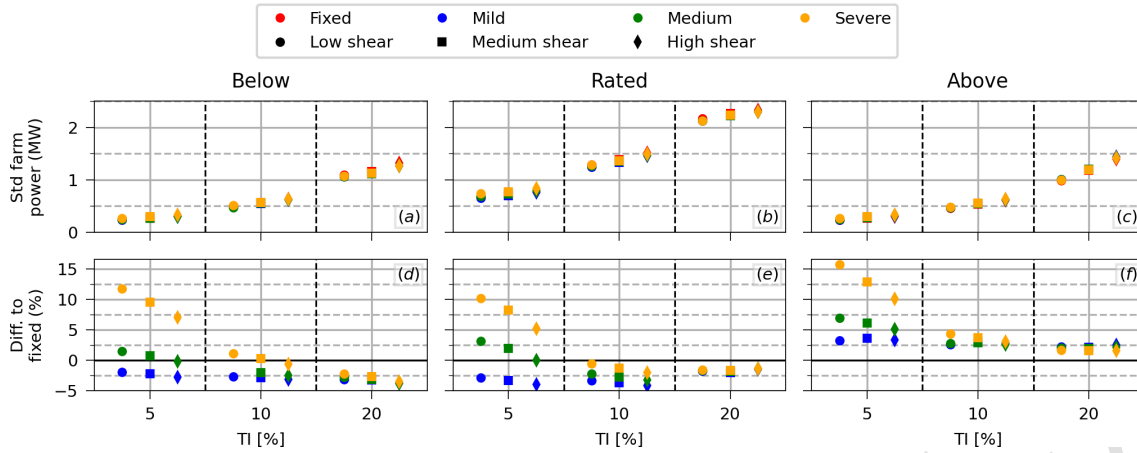 Fixed Mild Medium Severe
Low shear Medium shear High shear
Below Rated Above
Std farm
power (MW)
2
1
0
(a) (b) (c)
Diff. to
fixed (%)
15
10
5
0
−5
(d) (e) (f)
5 10 20 5 10 20 5 10 20
TI [%] TI [%] TI [%]